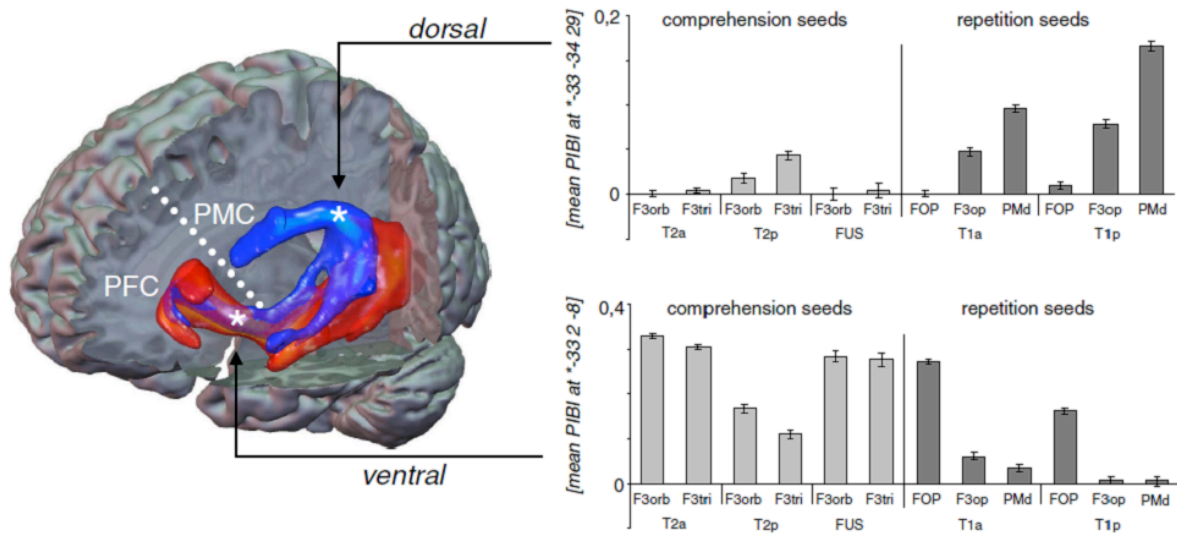 dorsal
PMC
PFC
*
*
ventral
[mean PIBI at *-33 -34 29]
0,2
0
comprehension seeds repetition seeds
F3orb F3tri F3orb F3tri F3orb F3tri FOP F3op PMd FOP F3op PMd
T2a T2p FUS T1a T1p
[mean PIBI at *-33 2 -8]
0,4
0
comprehension seeds repetition seeds
F3orb F3tri F3orb F3tri F3orb F3tri FOP F3op PMd FOP F3op PMd
T2a T2p FUS T1a T1p